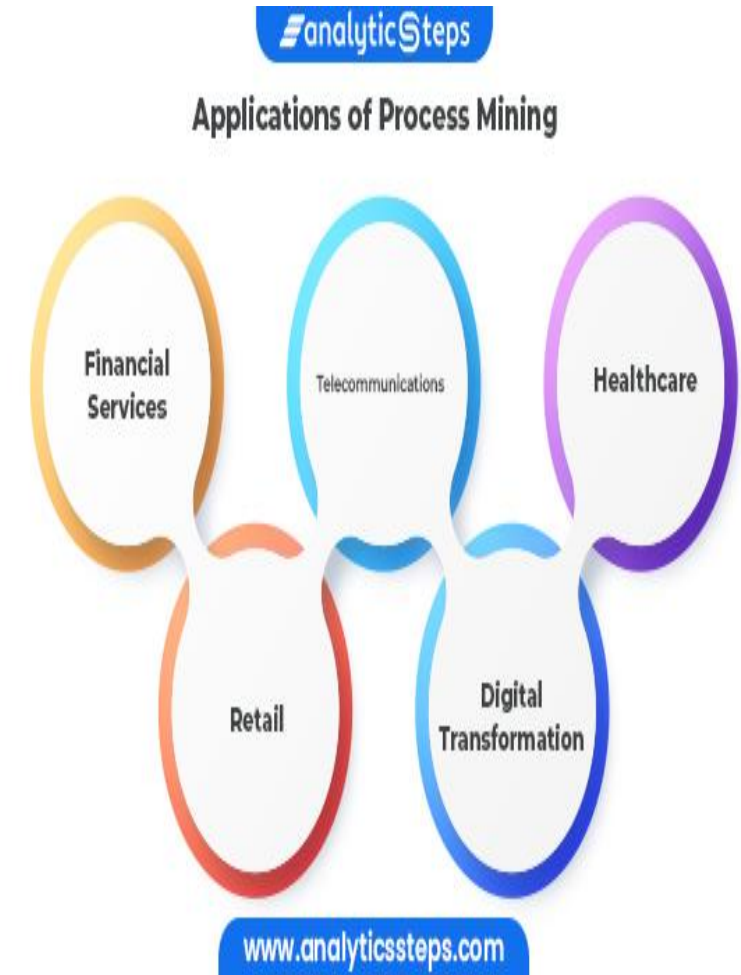 analyticSteps
Applications of Process Mining
Financial
Services
Telecommunications
Healthcare
Retail
Digital
Transformation
www.analyticssteps.com